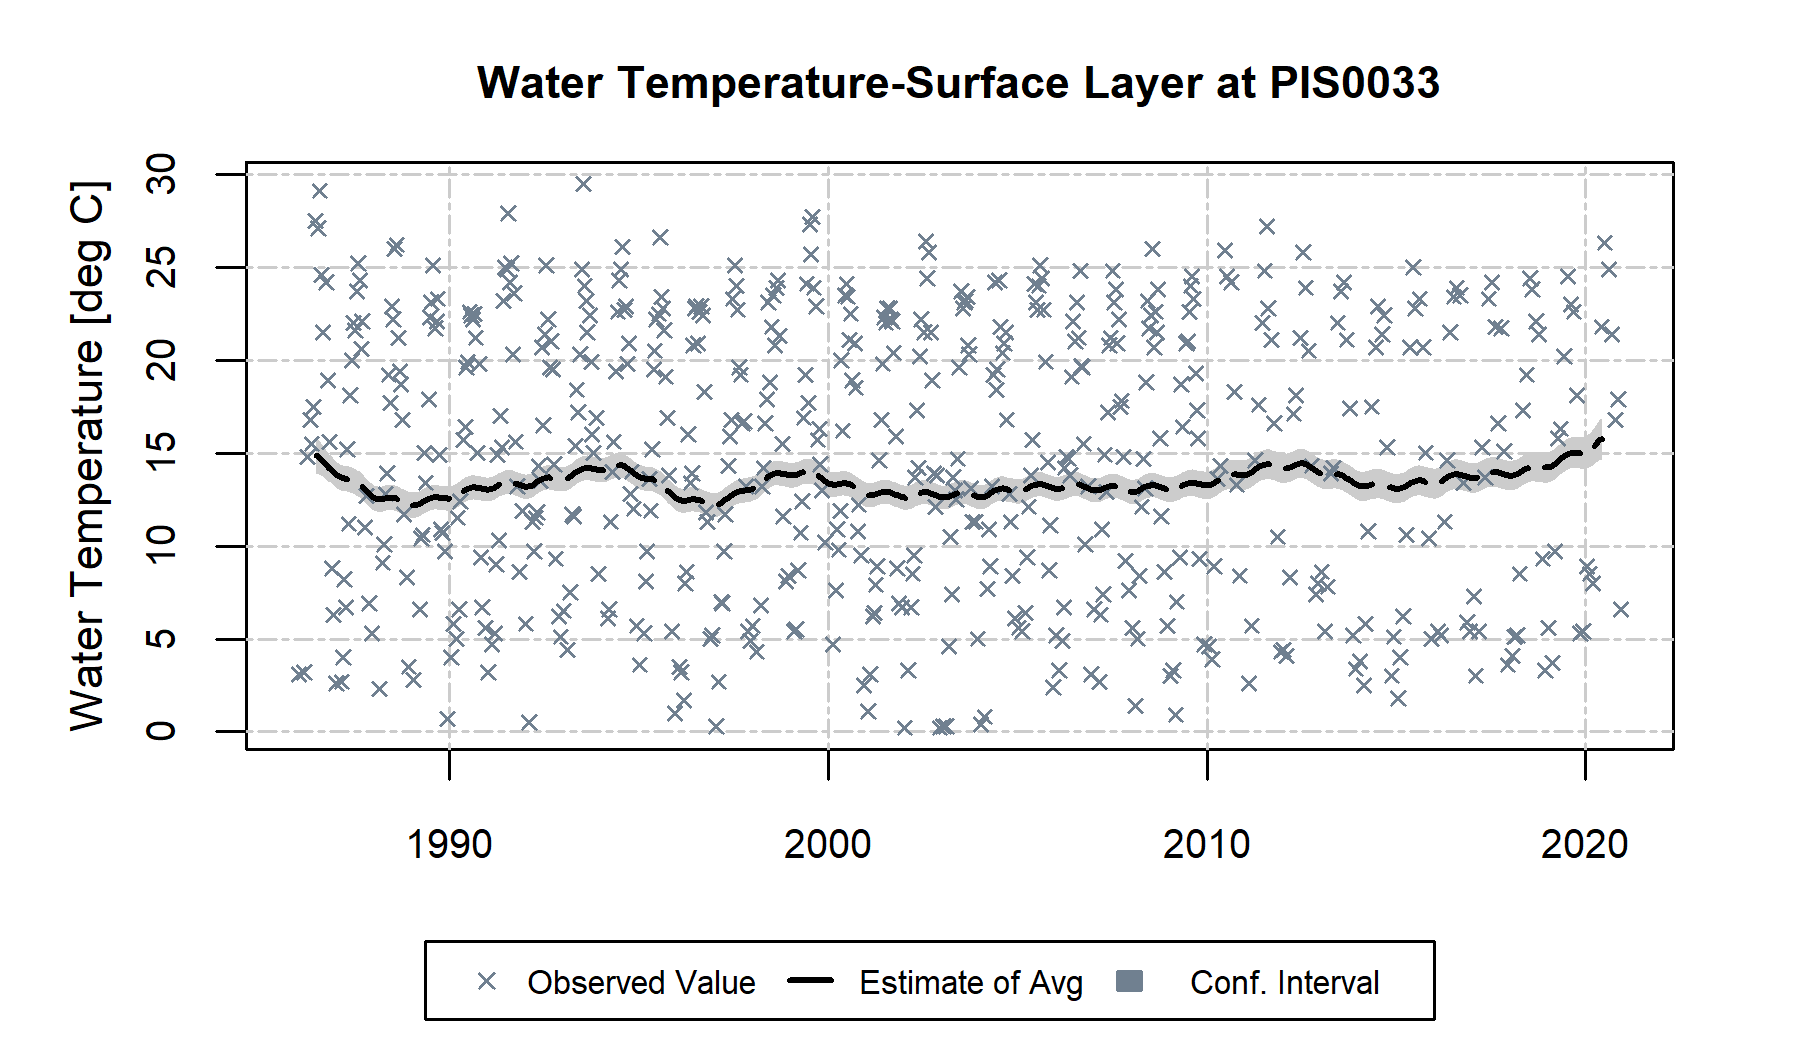 Water Temperature-Surface Layer at PIS0033
Water Temperature [deg C]
30
25
20
15
10
5
0
1990 2000 2010 2020
Observed Value Estimate of Avg Conf. Interval